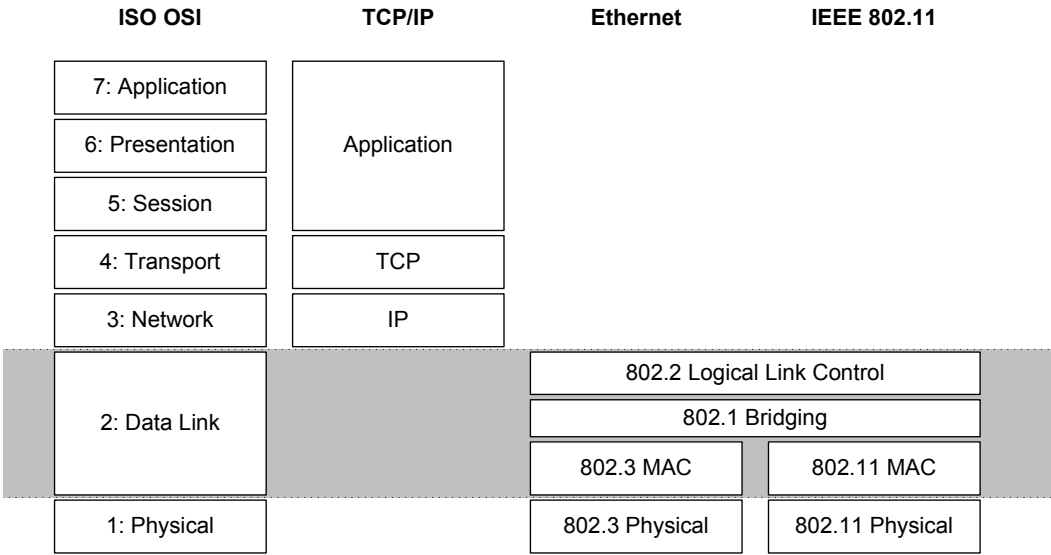 ISO OSI TCP/IP Ethernet IEEE 802.11
7: Application
6: Presentation Application
5: Session
4: Transport TCP
3: Network IP
802.2 Logical Link Control
2: Data Link 802.1 Bridging
802.3 MAC 802.11 MAC
1: Physical 802.3 Physical 802.11 Physical